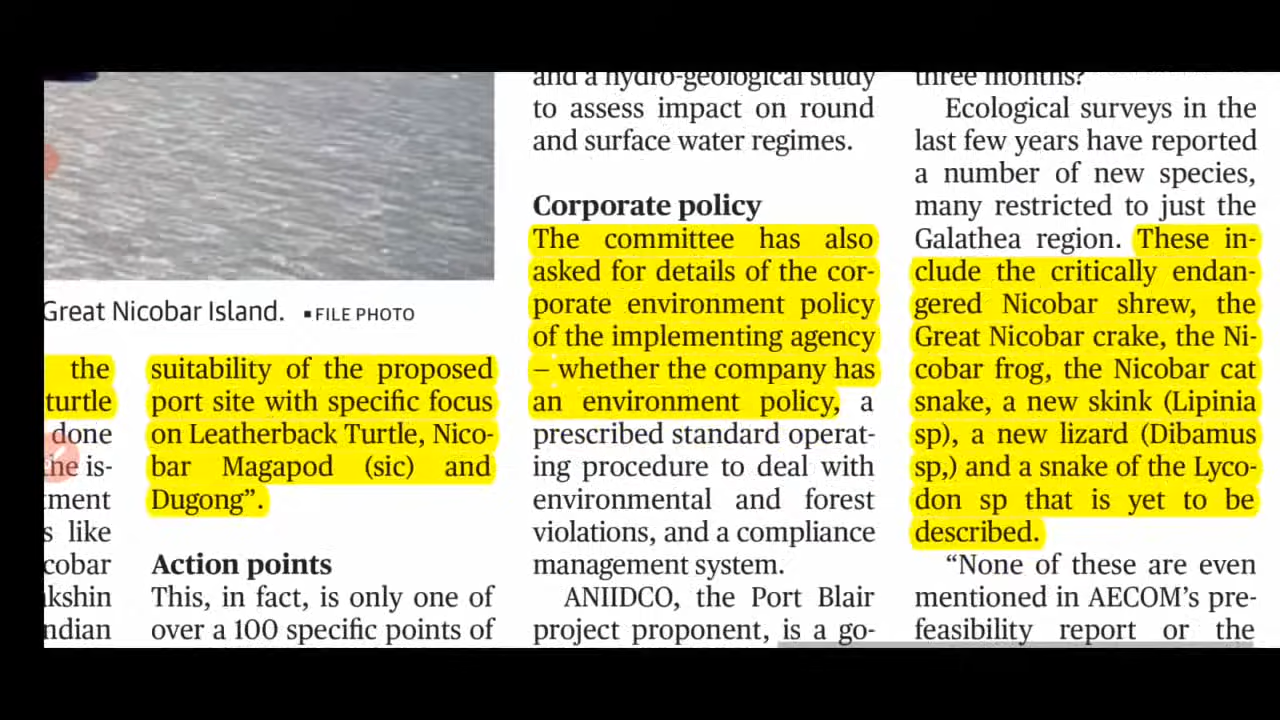 Great Nicobar Island. ▪ FILE PHOTO
the
turtle
done
he is-
tment
s like
cobar
kshin
ndian
suitability of the proposed
port site with specific focus
on Leatherback Turtle, Nico-
bar Magapod (sic) and
Dugong”.
Action points
This, in fact, is only one of
over a 100 specific points of
and a hydro-geological study
to assess impact on round
and surface water regimes.
Corporate policy
The committee has also
asked for details of the cor-
porate environment policy
of the implementing agency
– whether the company has
an environment policy, a
prescribed standard operat-
ing procedure to deal with
environmental and forest
violations, and a compliance
management system.
ANIIDCO, the Port Blair
project proponent, is a go-
three months?
Ecological surveys in the
last few years have reported
a number of new species,
many restricted to just the
Galathea region. These in-
clude the critically endan-
gered Nicobar shrew, the
Great Nicobar crake, the Ni-
cobar frog, the Nicobar cat
snake, a new skink (Lipinia
sp), a new lizard (Dibamus
sp,) and a snake of the Lyco-
don sp that is yet to be
described.
“None of these are even
mentioned in AECOM’s pre-
feasibility report or the